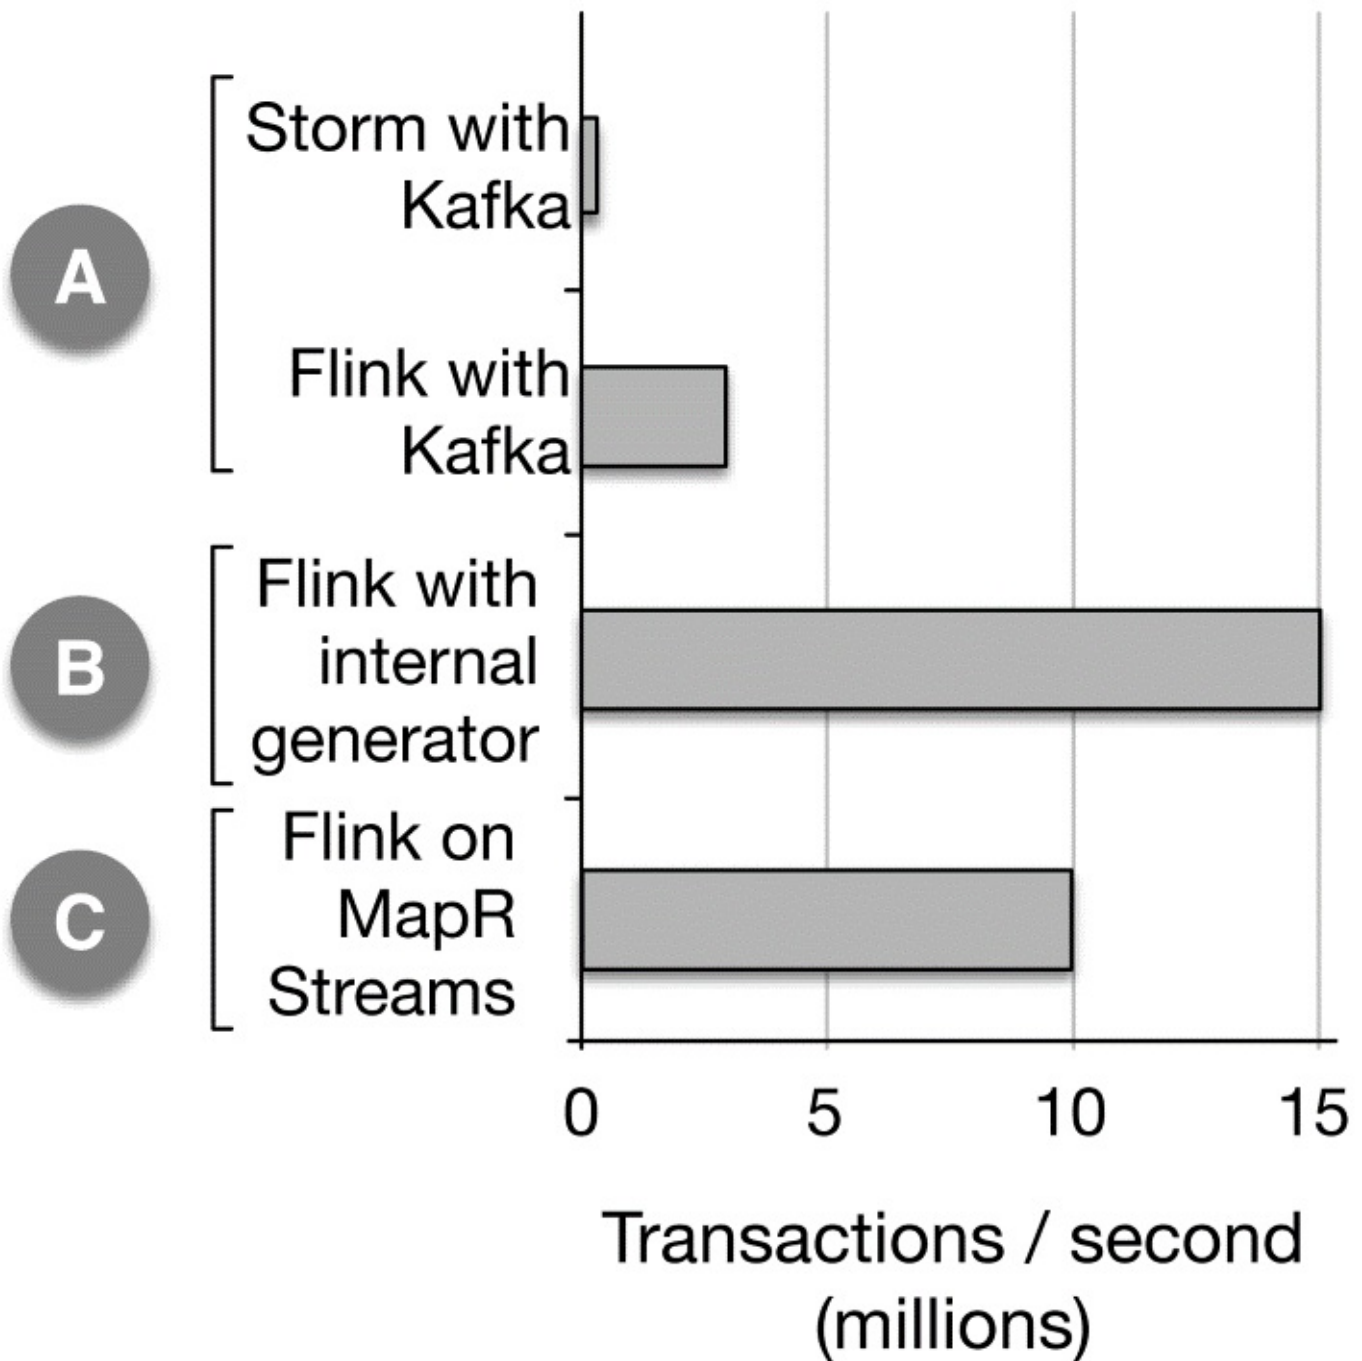 A
Storm with
Kafka
Flink with
Kafka
B
Flink with
internal
generator
C
Flink on
MapR
Streams
0 5 10 15
Transactions / second
(millions)